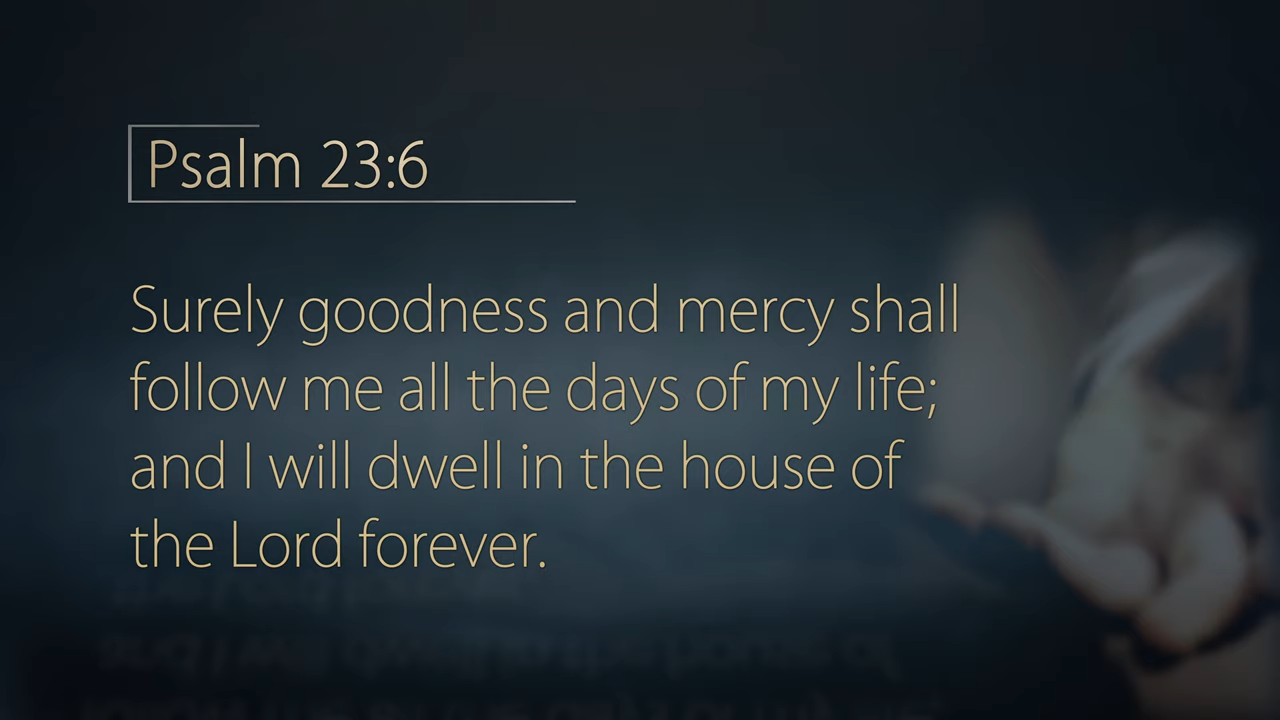 Psalm 23:6
Surely goodness and mercy shall
follow me all the days of my life;
and I will dwell in the house of
the Lord forever.